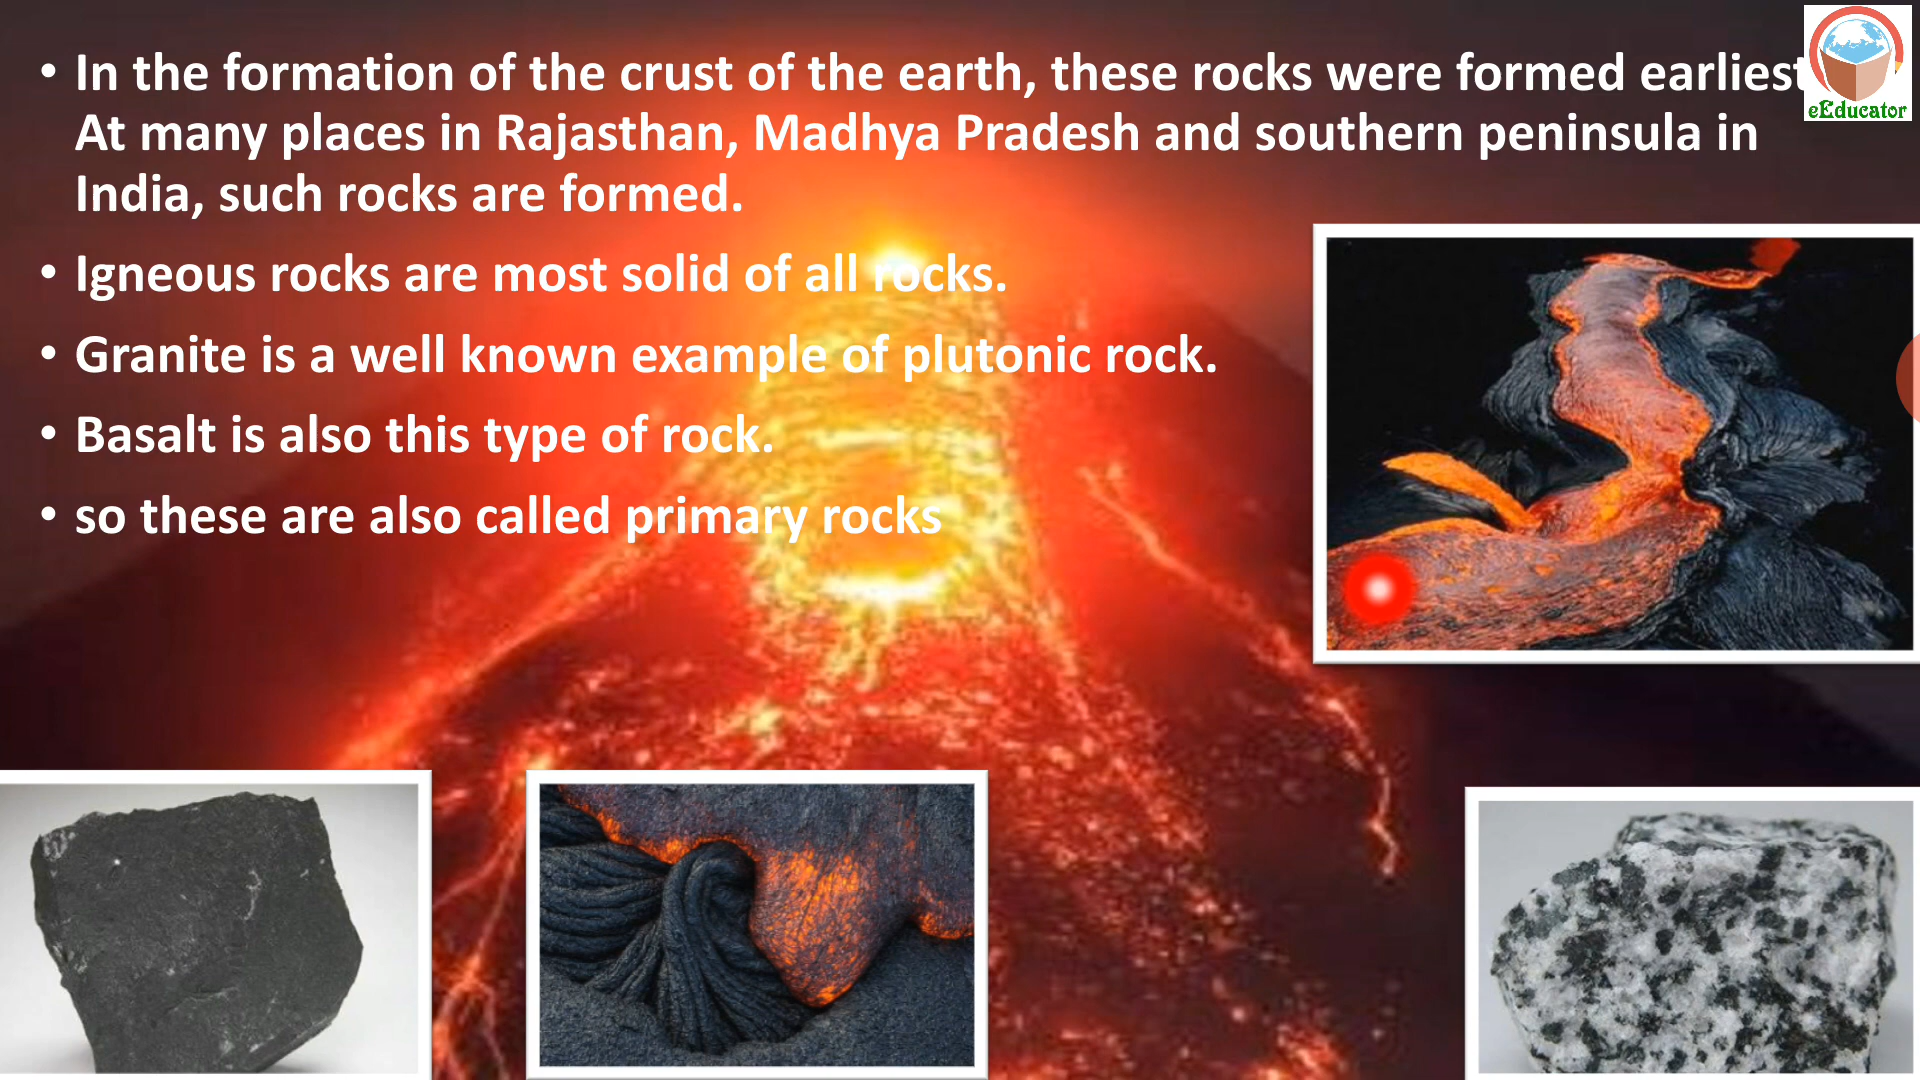 • In the formation of the crust of the earth, these rocks were formed earliest
At many places in Rajasthan, Madhya Pradesh and southern peninsula in
India, such rocks are formed.
• Igneous rocks are most solid of all rocks.
• Granite is a well known example of plutonic rock.
• Basalt is also this type of rock.
• so these are also called primary rocks
eEducator